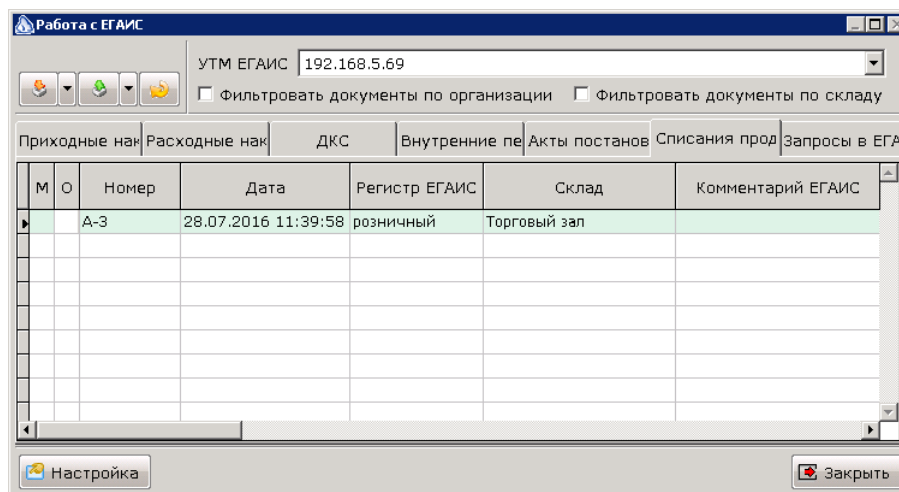 Работа с ЕГАИС
УТМ ЕГАИС 192.168.5.69
Фильтровать документы по организации Фильтровать документы по складу
Приходные нак Расходные нак ДКС Внутренние пе Акты постанов Списания прод Запросы в ЕГА
М О Номер Дата Регистр ЕГАИС Склад Комментарий ЕГАИС
А-3 28.07.2016 11:39:58 розничный Торговый зал
Настройка Закрыть